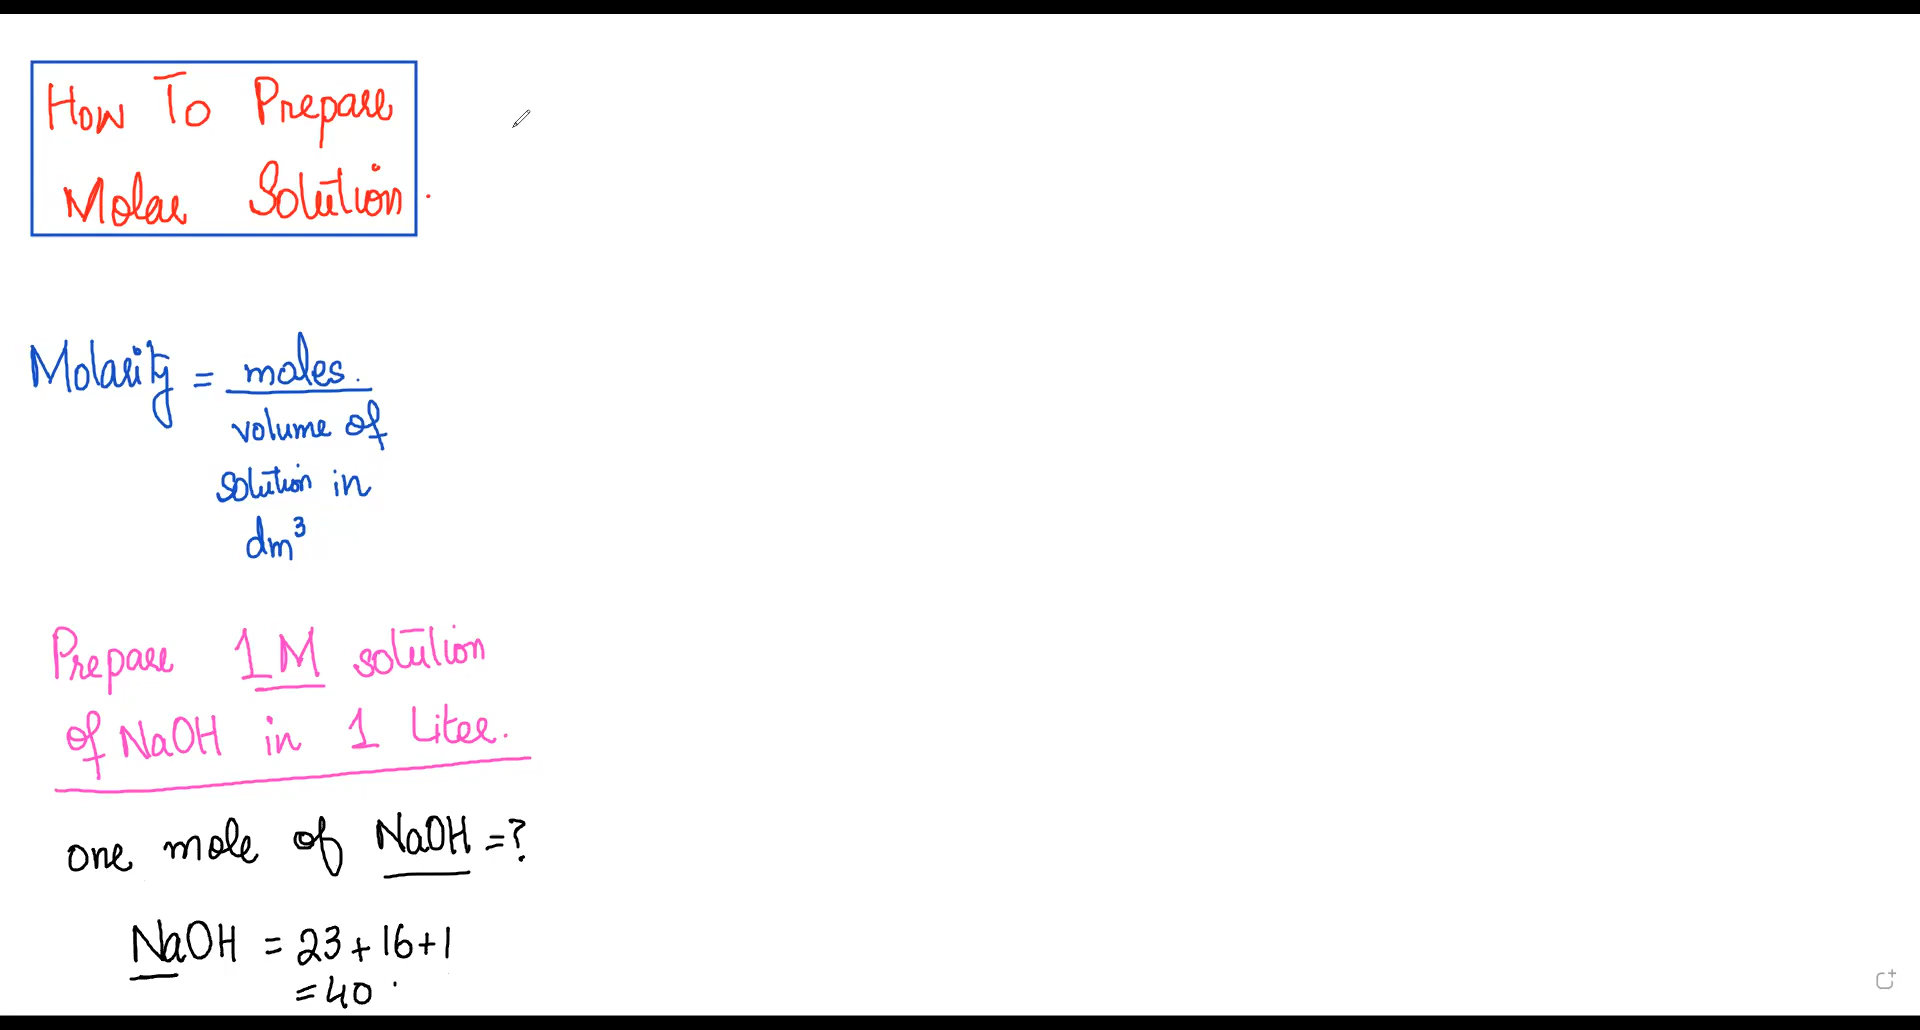 How To Prepare
Molar Solution.
Molarity = moles.
volume of
solution in
dm³
Prepare 1M solution
of NaOH in 1 Liter.
one mole of NaOH = ?
NaOH = 23+16+1
= 40.